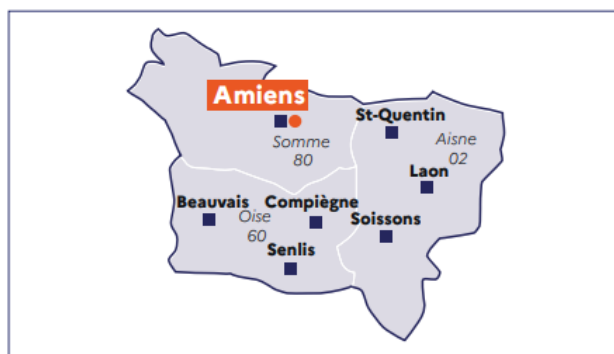 Amiens
St-Quentin
Somme
80
Aisne
02
Laon
Beauvais
Compiègne
Oise
60
Soissons
Senlis